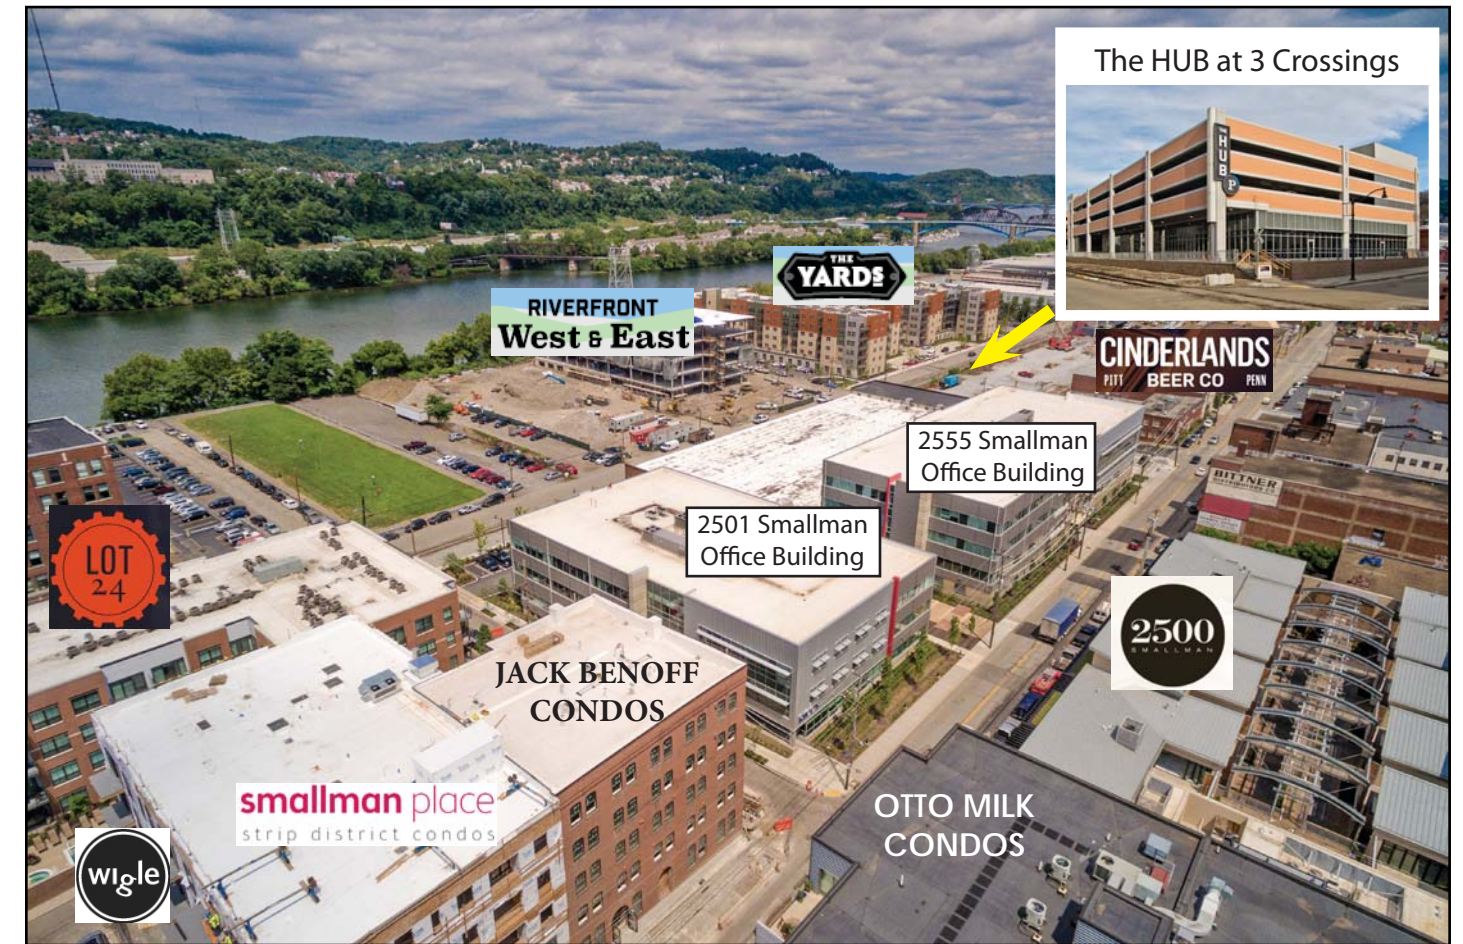 The HUB at 3 Crossings
THE
HUB
P
THE
YARDS
RIVERFRONT
West & East
CINDERLANDS
PITT BEER CO PENN
2555 Smallman
Office Building
BITTNER
2501 Smallman
Office Building
LOT
24
2500
SMALLMAN
JACK BENOFF
CONDOS
smallman place
strip district condos
OTTO MILK
CONDOS
wigle